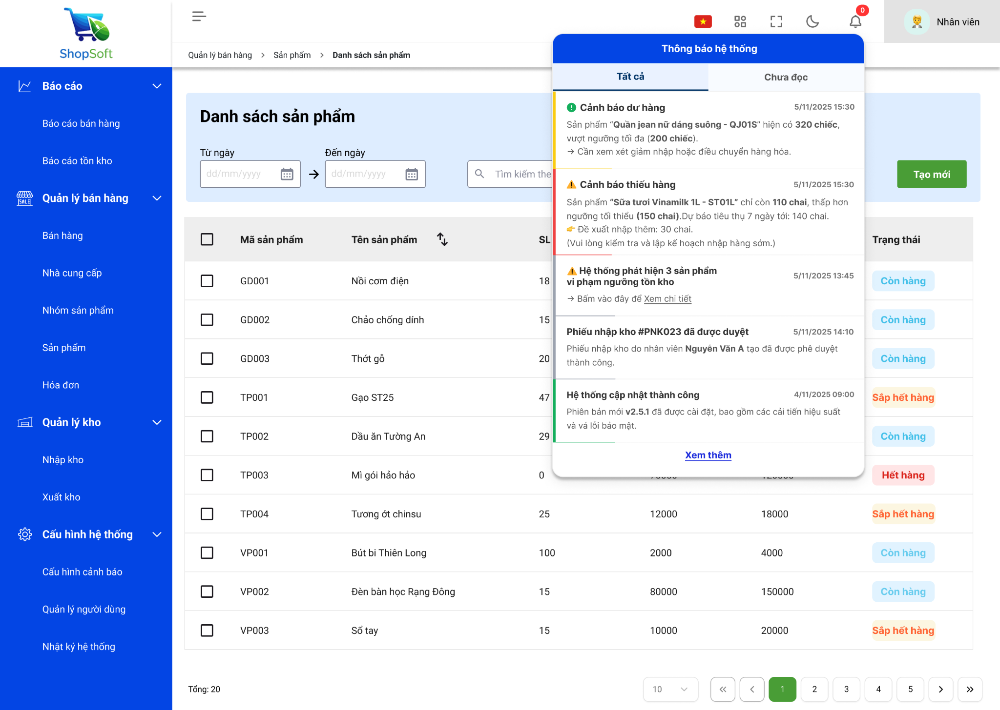 ShopSoft
Báo cáo
Báo cáo bán hàng
Báo cáo tồn kho
Quản lý bán hàng
SALE
Bán hàng
Nhà cung cấp
Nhóm sản phẩm
Sản phẩm
Hóa đơn
Quản lý kho
Nhập kho
Xuất kho
Cấu hình hệ thống
Cấu hình cảnh báo
Quản lý người dùng
Nhật ký hệ thống
0
Nhân viên
Quản lý bán hàng > Sản phẩm > Danh sách sản phẩm
Danh sách sản phẩm
Từ ngày
Đến ngày
dd/mm/yyyy
dd/mm/yyyy
Tìm kiếm
Tạo mới
Thông báo hệ thống
Tất cả
Chưa đọc
Cảnh báo dư hàng 5/11/2025 15:30
Sản phẩm “Quần jean nữ dáng suông - QJ01S” hiện có 320 chiếc,
vượt ngưỡng tối đa (200 chiếc).
→ Cần xem xét giảm nhập hoặc điều chuyển hàng hóa.
Cảnh báo thiếu hàng 5/11/2025 15:30
Sản phẩm “Sữa tươi Vinamilk 1L - ST01L” chỉ còn 110 chai, thấp hơn
ngưỡng tối thiểu (150 chai).Dự báo tiêu thụ 7 ngày tới: 140 chai.
👉 Đề xuất nhập thêm: 30 chai.
(Vui lòng kiểm tra và lập kế hoạch nhập hàng sớm.)
Hệ thống phát hiện 3 sản phẩm
vi phạm ngưỡng tồn kho 5/11/2025 13:45
→ Bấm vào đây để Xem chi tiết
Phiếu nhập kho #PNK023 đã được duyệt 5/11/2025 14:10
Phiếu nhập kho do nhân viên Nguyễn Văn A tạo đã được phê duyệt
thành công.
Hệ thống cập nhật thành công 4/11/2025 09:00
Phiên bản mới v2.5.1 đã được cài đặt, bao gồm các cải tiến hiệu suất
và vá lỗi bảo mật.
Xem thêm
Mã sản phẩm Tên sản phẩm SL Trạng thái
GD001 Nồi cơm điện 18 Còn hàng
GD002 Chảo chống dính 15 Còn hàng
GD003 Thớt gỗ 20 Còn hàng
TP001 Gạo ST25 47 Sắp hết hàng
TP002 Dầu ăn Tường An 29 Còn hàng
TP003 Mì gói hảo hảo 0 Hết hàng
TP004 Tương ớt chinsu 25 12000 18000 Sắp hết hàng
VP001 Bút bi Thiên Long 100 2000 4000 Còn hàng
VP002 Đèn bàn học Rạng Đông 15 80000 150000 Còn hàng
VP003 Sổ tay 15 10000 20000 Sắp hết hàng
Tổng: 20
10
1 2 3 4 5